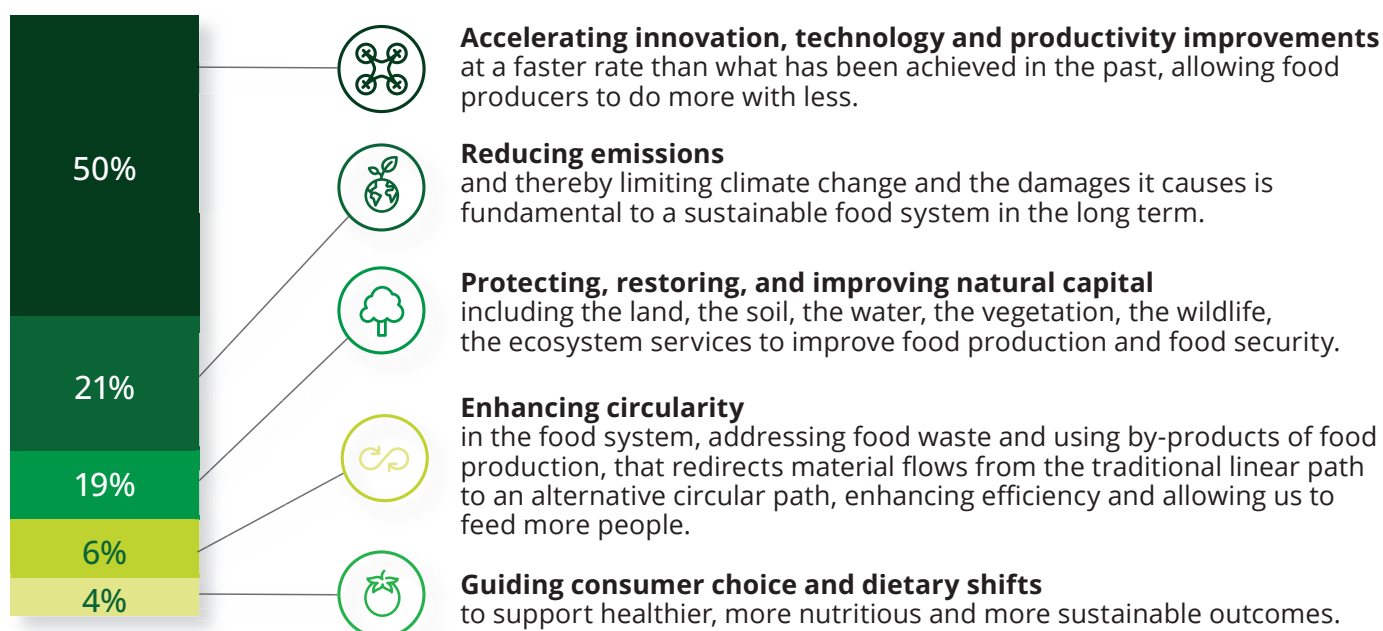 50%
21%
19%
6%
4%
Accelerating innovation, technology and productivity improvements
at a faster rate than what has been achieved in the past, allowing food
producers to do more with less.
Reducing emissions
and thereby limiting climate change and the damages it causes is
fundamental to a sustainable food system in the long term.
Protecting, restoring, and improving natural capital
including the land, the soil, the water, the vegetation, the wildlife,
the ecosystem services to improve food production and food security.
Enhancing circularity
in the food system, addressing food waste and using by-products of food
production, that redirects material flows from the traditional linear path
to an alternative circular path, enhancing efficiency and allowing us to
feed more people.
Guiding consumer choice and dietary shifts
to support healthier, more nutritious and more sustainable outcomes.